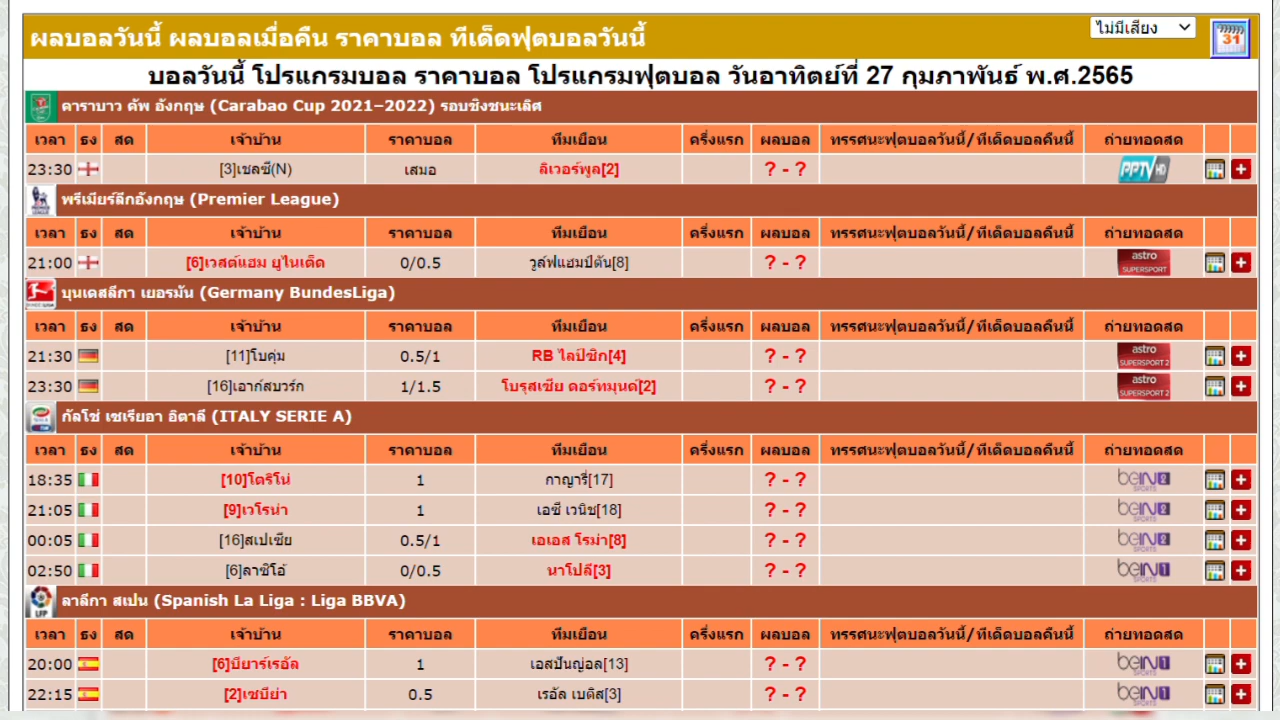 ผลบอลวันนี้ ผลบอลเมื่อคืน ราคาบอล ทีเด็ดฟุตบอลวันนี้ ไม่มีเสียง 31
บอลวันนี้ โปรแกรมบอล ราคาบอล โปรแกรมฟุตบอล วันอาทิตย์ที่ 27 กุมภาพันธ์ พ.ศ.2565
คาราบาว คัพ อังกฤษ (Carabao Cup 2021–2022) รอบชิงชนะเลิศ
เวลา ธง สด เจ้าบ้าน ราคาบอล ทีมเยือน ครึ่งแรก ผลบอล ทรรศนะฟุตบอลวันนี้/ทีเด็ดบอลคืนนี้ ถ่ายทอดสด
23:30 [3]เชลซี(N) เสมอ ลิเวอร์พูล[2] ? - ? PPTV HD
พรีเมียร์ลีกอังกฤษ (Premier League)
เวลา ธง สด เจ้าบ้าน ราคาบอล ทีมเยือน ครึ่งแรก ผลบอล ทรรศนะฟุตบอลวันนี้/ทีเด็ดบอลคืนนี้ ถ่ายทอดสด
21:00 [6]เวสต์แฮม ยูไนเต็ด 0/0.5 วูล์ฟแฮมป์ตัน[8] ? - ? astro SUPERSPORT
บุนเดสลีกา เยอรมัน (Germany BundesLiga)
เวลา ธง สด เจ้าบ้าน ราคาบอล ทีมเยือน ครึ่งแรก ผลบอล ทรรศนะฟุตบอลวันนี้/ทีเด็ดบอลคืนนี้ ถ่ายทอดสด
21:30 [11]โบคุ่ม 0.5/1 RB ไลป์ซิก[4] ? - ? astro SUPERSPORT 2
23:30 [16]เอาก์สบวร์ก 1/1.5 โบรุสเซีย ดอร์ทมุนด์[2] ? - ? astro SUPERSPORT 2
กัลโช่ เซเรียอา อิตาลี (ITALY SERIE A)
เวลา ธง สด เจ้าบ้าน ราคาบอล ทีมเยือน ครึ่งแรก ผลบอล ทรรศนะฟุตบอลวันนี้/ทีเด็ดบอลคืนนี้ ถ่ายทอดสด
18:35 [10]โตริโน่ 1 กาญารี่[17] ? - ? beIN 2 SPORTS
21:05 [9]เวโรน่า 1 เอซี เวนิซ[18] ? - ? beIN 2 SPORTS
00:05 [16]สเปเซีย 0.5/1 เอเอส โรม่า[8] ? - ? beIN 2 SPORTS
02:50 [6]ลาซิโอ้ 0/0.5 นาโปลี[3] ? - ? beIN 1 SPORTS
LFP ลาลีกา สเปน (Spanish La Liga : Liga BBVA)
เวลา ธง สด เจ้าบ้าน ราคาบอล ทีมเยือน ครึ่งแรก ผลบอล ทรรศนะฟุตบอลวันนี้/ทีเด็ดบอลคืนนี้ ถ่ายทอดสด
20:00 [6]บียาร์เรอัล 1 เอสปันญ่อล[13] ? - ? beIN 1 SPORTS
22:15 [2]เซบีย่า 0.5 เรอัล เบติส[3] ? - ? beIN 1 SPORTS